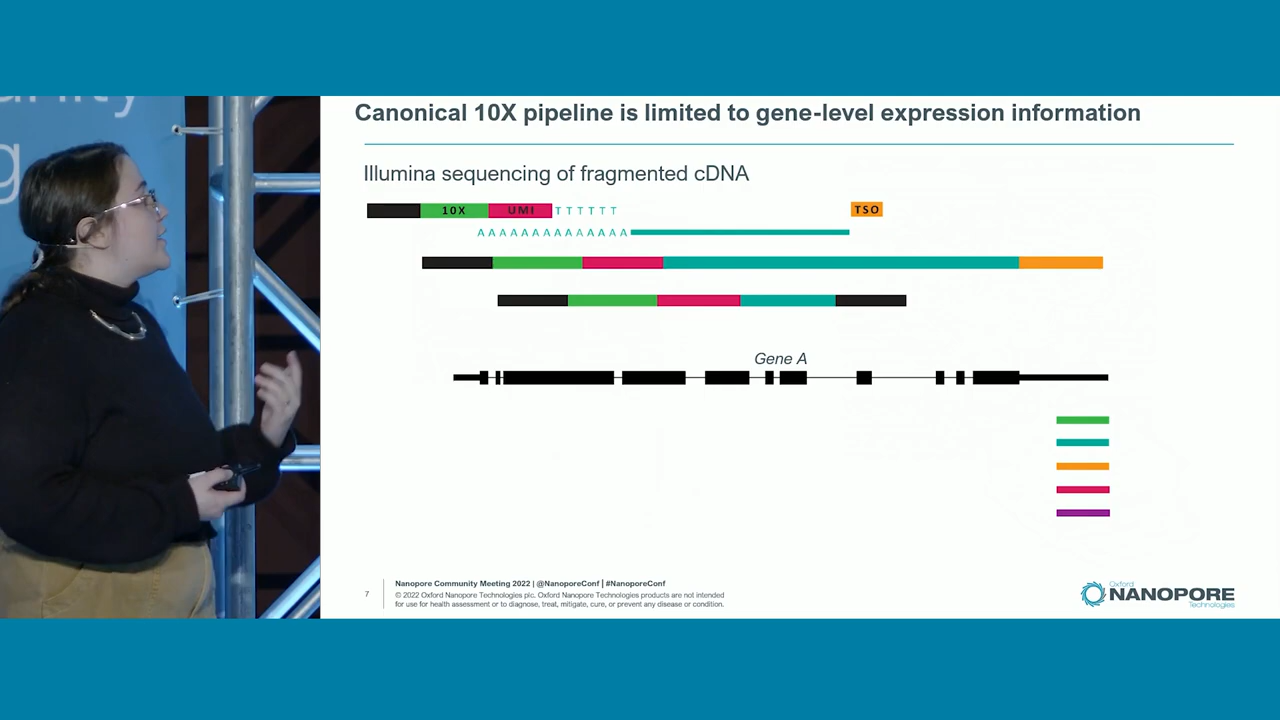 Canonical 10X pipeline is limited to gene-level expression information
Illumina sequencing of fragmented cDNA
10X UMI TTTTTT TSO
AAAAAAAAAAAAA
Gene A
7
Nanopore Community Meeting 2022 | @NanoporeConf | #NanoporeConf
© 2022 Oxford Nanopore Technologies plc. Oxford Nanopore Technologies products are not intended
for use for health assessment or to diagnose, treat, mitigate, cure, or prevent any disease or condition.
Oxford
NANOPORE
Technologies